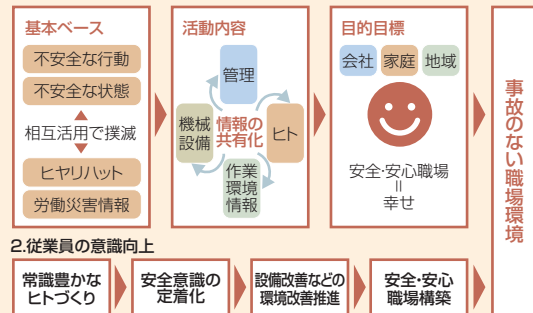 基本ベース
不安全な行動
不安全な状態
相互活用で撲滅
ヒヤリハット
労働災害情報
活動内容
管理
機械
設備
情報の
共有化
ヒト
作業
環境
情報
目的目標
会社
家庭
地域
安全・安心職場
=
幸せ
事故のない職場環境
2.従業員の意識向上
常識豊かな
ヒトづくり
安全意識の
定着化
設備改善などの
環境改善推進
安全・安心
職場構築